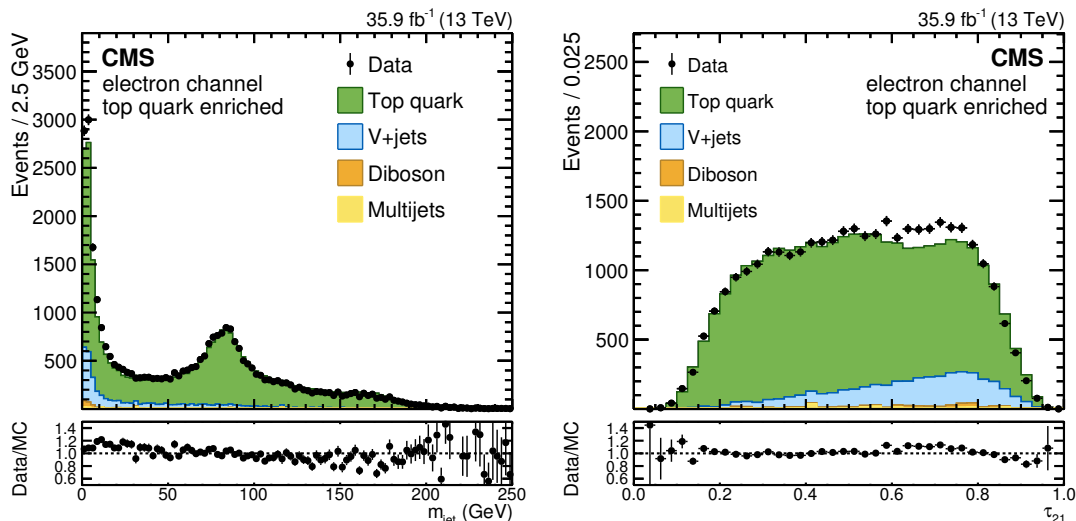 35.9 fb⁻¹ (13 TeV)
CMS
electron channel
top quark enriched
Data
Top quark
V+jets
Diboson
Multijets
Events / 2.5 GeV
3500
3000
2500
2000
1500
1000
500
Data/MC
1.4
1.2
1.0
0.8
0.6
0
50
100
150
200
250
m_jet (GeV)
35.9 fb⁻¹ (13 TeV)
CMS
electron channel
top quark enriched
Data
Top quark
V+jets
Diboson
Multijets
Events / 0.025
2500
2000
1500
1000
500
0
Data/MC
1.4
1.2
1.0
0.8
0.6
0.0
0.2
0.4
0.6
0.8
1.0
τ₂₁